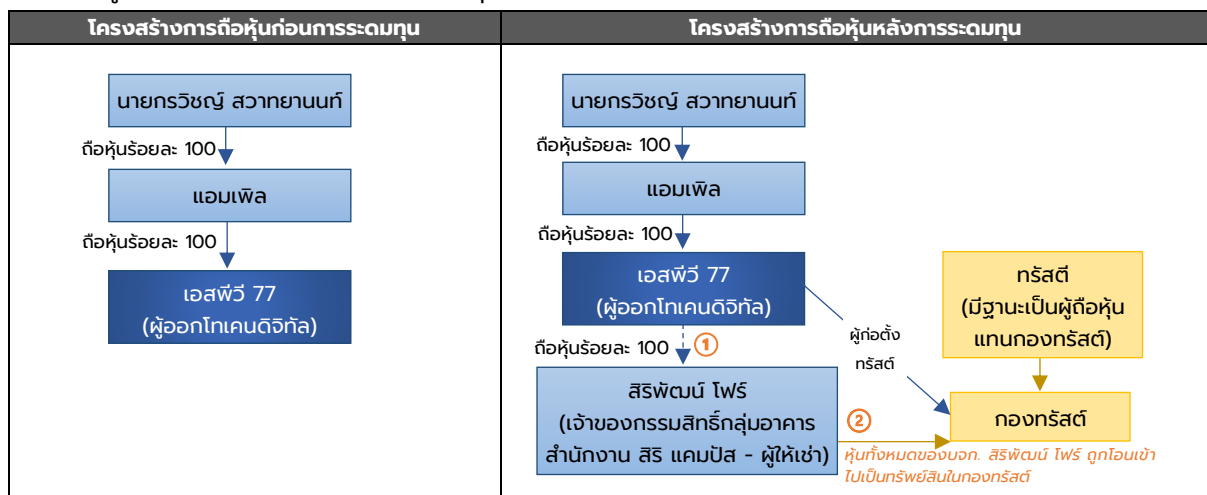 โครงสร้างการถือหุ้นก่อนการระดมทุน
นายกรวิชญ์ สวาทยานนท์
ถือหุ้นร้อยละ 100
แอมเพิล
ถือหุ้นร้อยละ 100
เอสพีวี 77
(ผู้ออกโทเคนดิจิทัล)
โครงสร้างการถือหุ้นหลังการระดมทุน
นายกรวิชญ์ สวาทยานนท์
ถือหุ้นร้อยละ 100
แอมเพิล
ถือหุ้นร้อยละ 100
เอสพีวี 77
(ผู้ออกโทเคนดิจิทัล)
ถือหุ้นร้อยละ 100
①
สิริพัฒน์ โฟร์
(เจ้าของกรรมสิทธิ์กลุ่มอาคาร
สำนักงาน สิริ แคมปัส - ผู้ให้เช่า)
ผู้ก่อตั้ง
ทรัสต์
ทรัสตี
(มีฐานะเป็นผู้ถือหุ้น
แทนกองทรัสต์)
กองทรัสต์
②
หุ้นทั้งหมดของบจก. สิริพัฒน์ โฟร์ ถูกโอนเข้า
ไปเป็นทรัพย์สินในกองทรัสต์